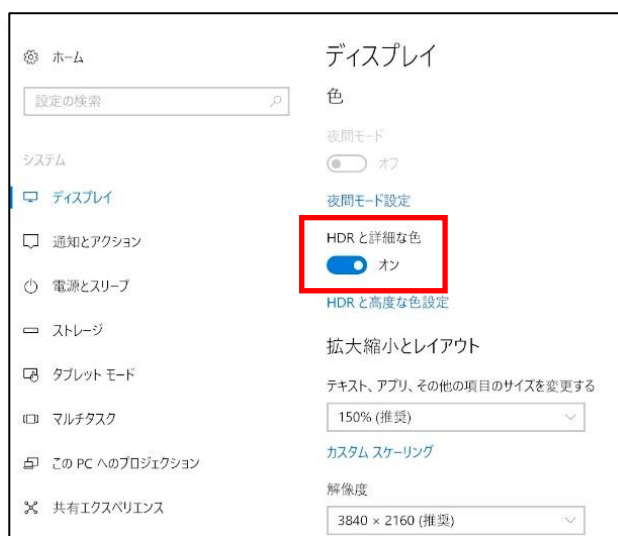 ホーム
設定の検索
システム
ディスプレイ
通知とアクション
電源とスリープ
ストレージ
タブレット モード
マルチタスク
この PC へのプロジェクション
共有エクスペリエンス
ディスプレイ
色
夜間モード
オフ
夜間モード設定
HDR と詳細な色
オン
HDR と高度な色設定
拡大縮小とレイアウト
テキスト、アプリ、その他の項目のサイズを変更する
150% (推奨)
カスタム スケーリング
解像度
3840 × 2160 (推奨)